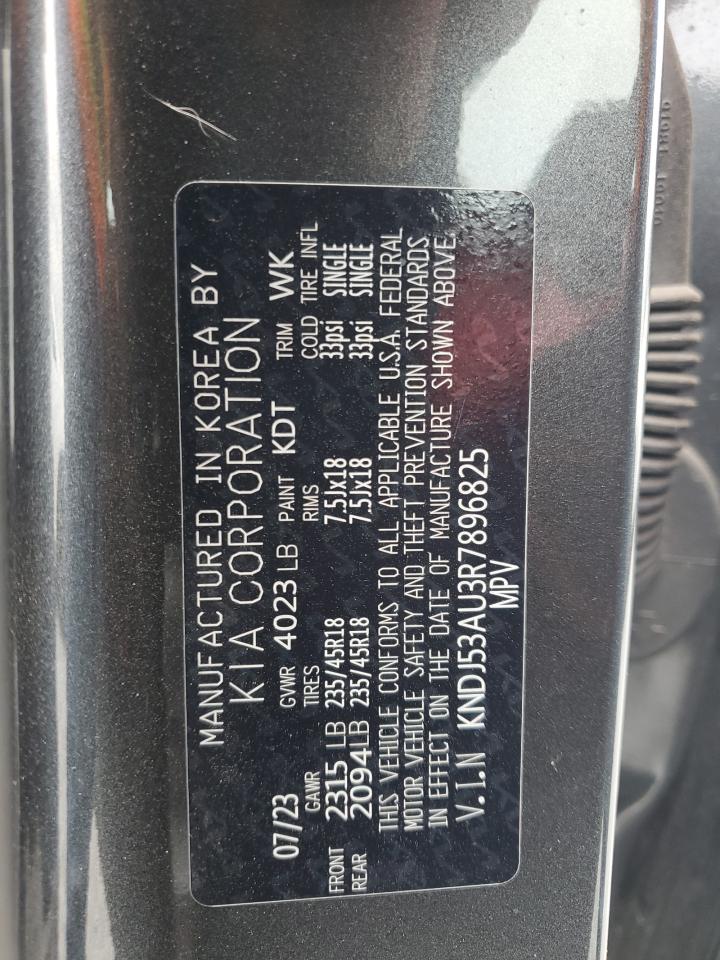 MANUFACTURED IN KOREA BY
KIA CORPORATION
07/23 GVWR 4023 LB PAINT KDT TRIM WK
GAWR TIRES RIMS COLD TIRE INFL
FRONT 2315 LB 235/45R18 7.5Jx18 33psi SINGLE
REAR 2094LB 235/45R18 7.5Jx18 33psi SINGLE
THIS VEHICLE CONFORMS TO ALL APPLICABLE U.S.A. FEDERAL
MOTOR VEHICLE SAFETY AND THEFT PREVENTION STANDARDS
IN EFFECT ON THE DATE OF MANUFACTURE SHOWN ABOVE.
V.I.N KNDJ53AU3R7896825
MPV